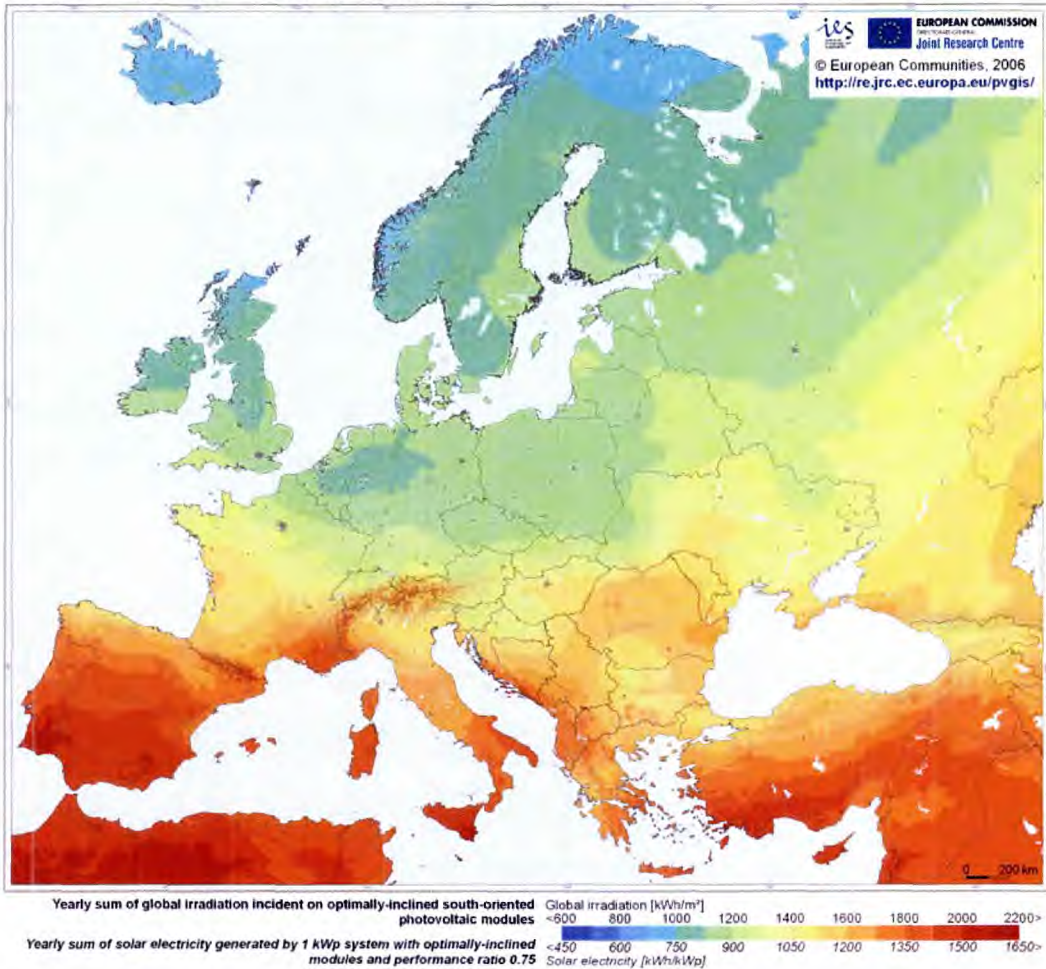 ies
EUROPEAN COMMISSION
DIRECTORATE-GENERAL
Joint Research Centre
© European Communities, 2006
http://re.jrc.ec.europa.eu/pvgis/
0 200 km
Yearly sum of global irradiation incident on optimally-inclined south-oriented
photovoltaic modules
Global irradiation [kWh/m²]
<600 800 1000 1200 1400 1600 1800 2000 2200>
Yearly sum of solar electricity generated by 1 kWp system with optimally-inclined
modules and performance ratio 0.75
<450 600 750 900 1050 1200 1350 1500 1650>
Solar electricity [kWh/kWp]